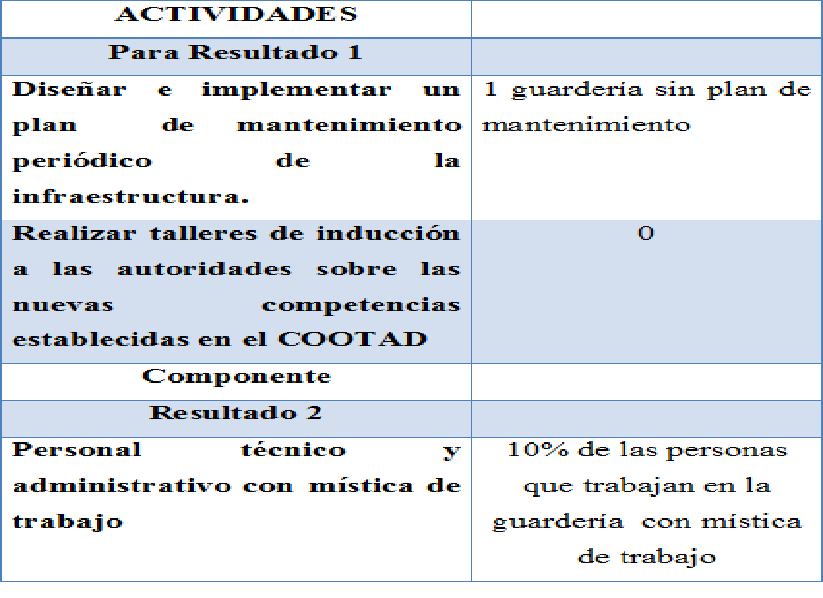 ACTIVIDADES
Para Resultado 1
Diseñar e implementar un
plan de mantenimiento
periódico de la
infraestructura.
1 guardería sin plan de
mantenimiento
Realizar talleres de inducción
a las autoridades sobre las
nuevas competencias
establecidas en el COOTAD
0
Componente
Resultado 2
Personal técnico y
administrativo con mística de
trabajo
10% de las personas
que trabajan en la
guardería con mística
de trabajo